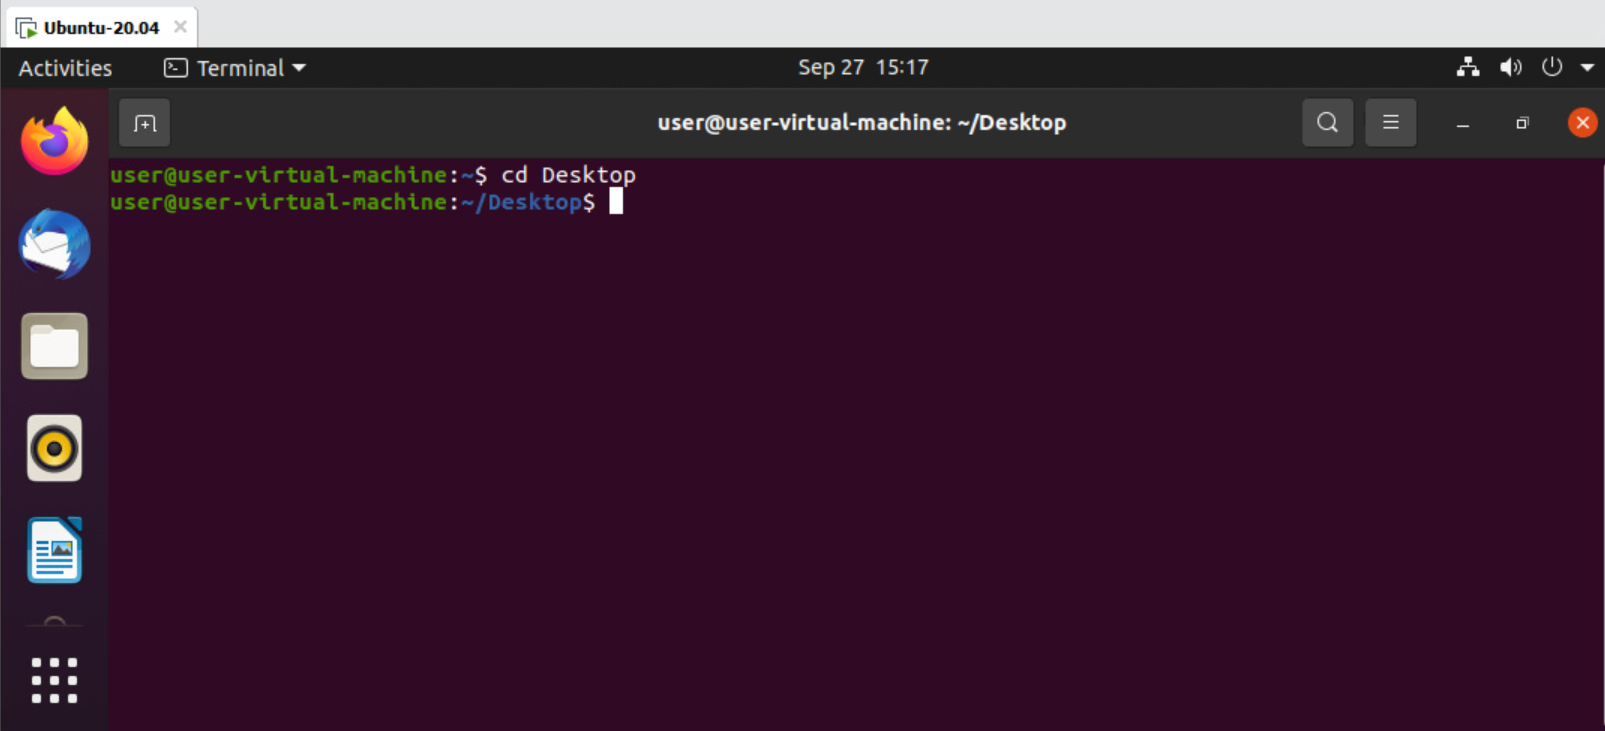 Ubuntu-20.04
Activities Terminal Sep 27 15:17
user@user-virtual-machine: ~/Desktop
user@user-virtual-machine:~$ cd Desktop
user@user-virtual-machine:~/Desktop$